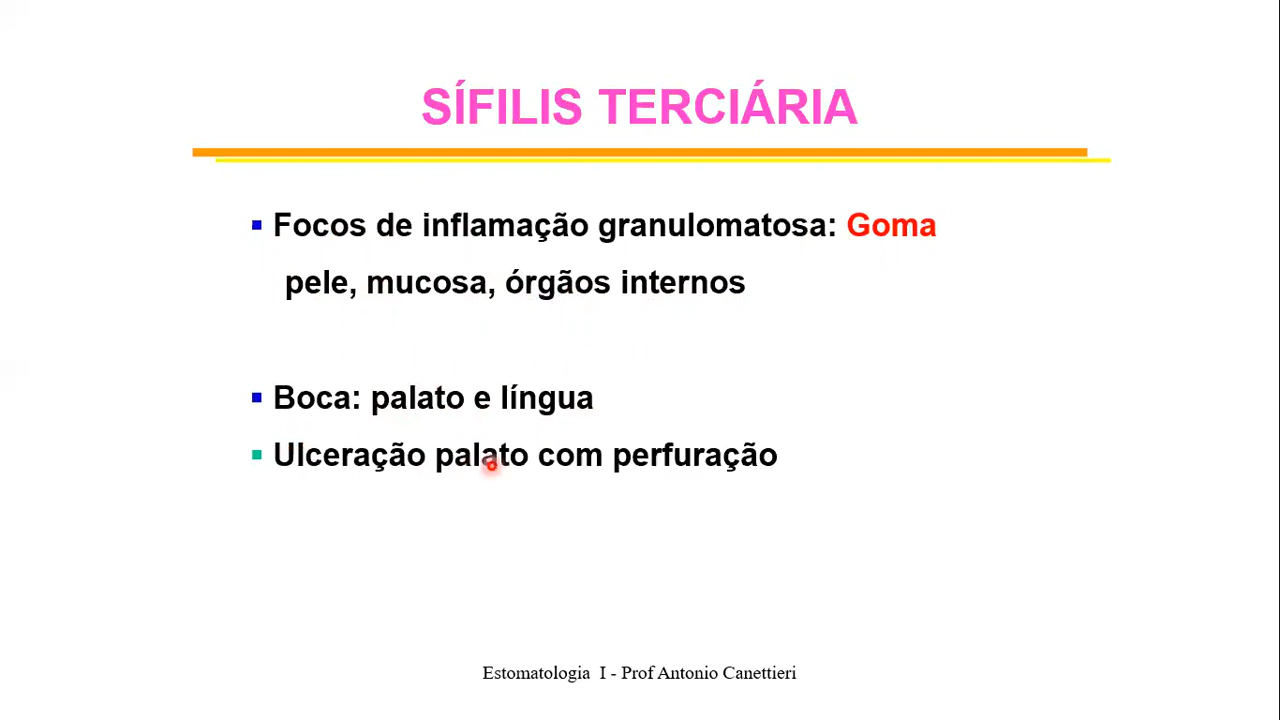 SÍFILIS TERCIÁRIA
Focos de inflamação granulomatosa: Goma
pele, mucosa, órgãos internos
Boca: palato e língua
Ulceração palato com perfuração
Estomatologia I - Prof Antonio Canettieri